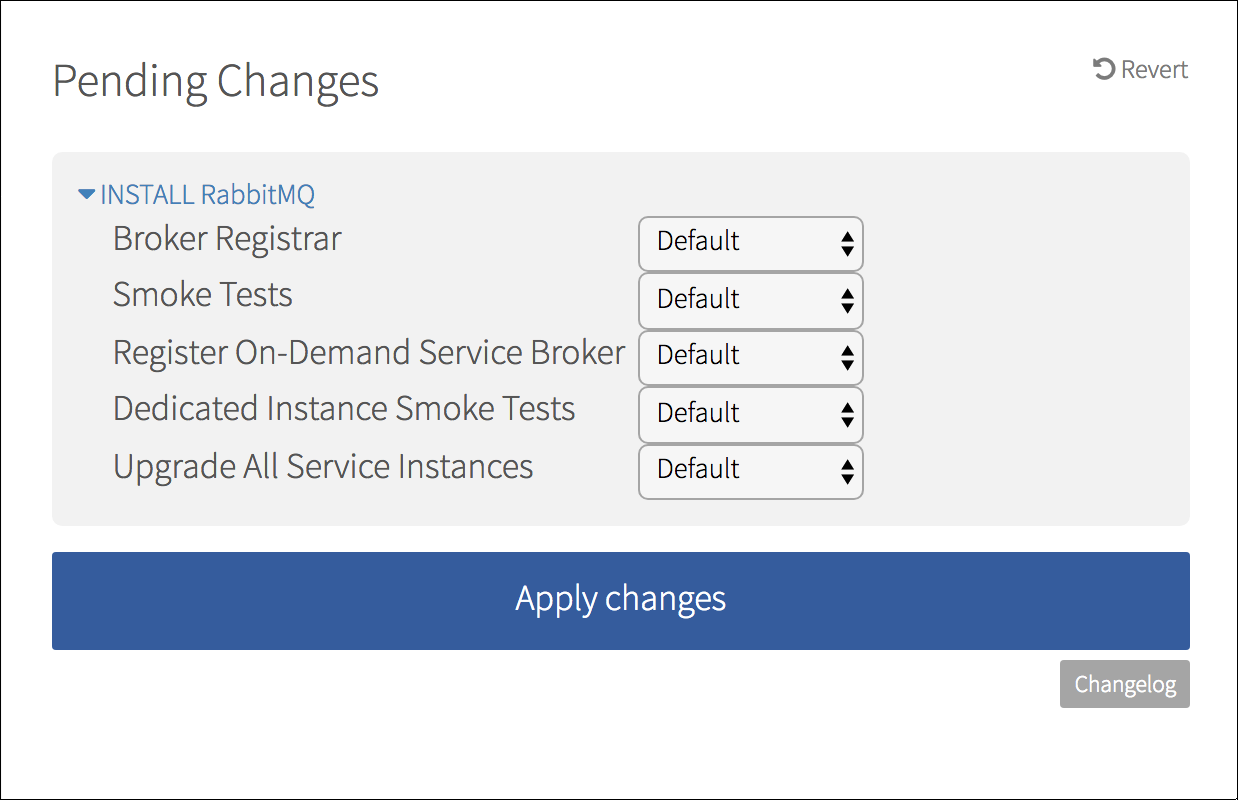 Pending Changes
Revert
INSTALL RabbitMQ
Broker Registrar Default
Smoke Tests Default
Register On-Demand Service Broker Default
Dedicated Instance Smoke Tests Default
Upgrade All Service Instances Default
Apply changes
Changelog